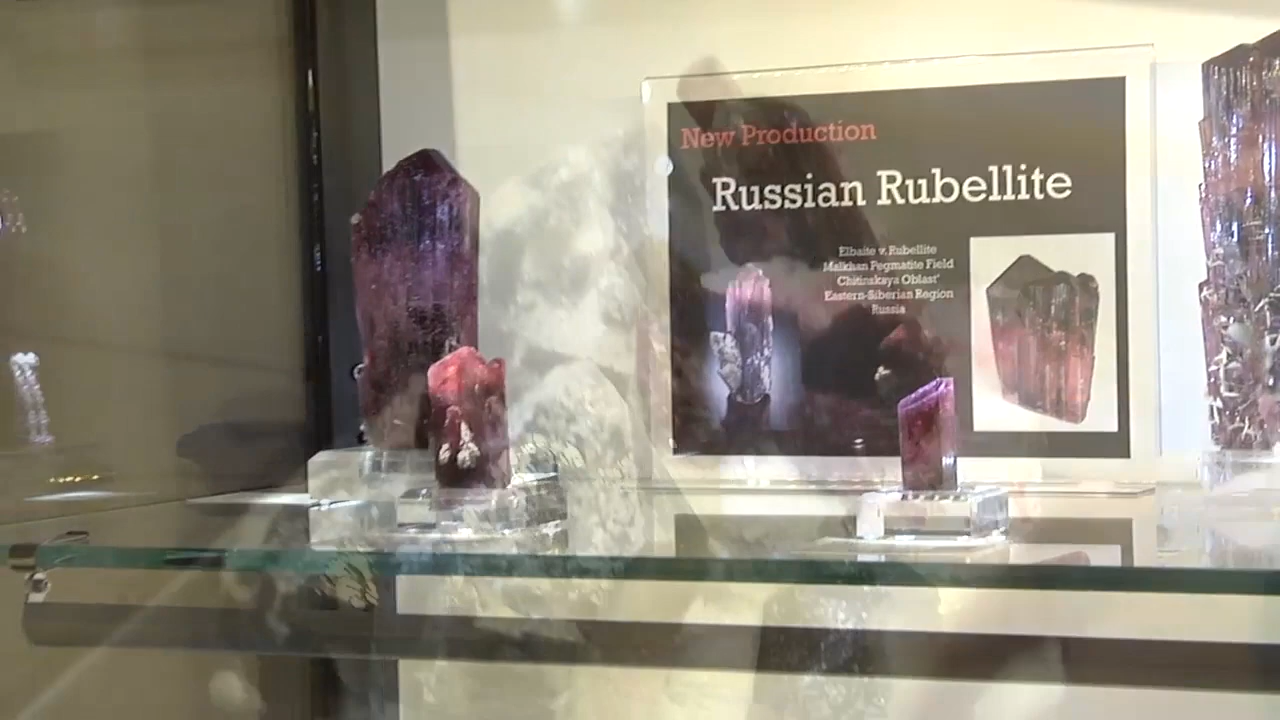 New Production
Russian Rubellite
Elbaite v. Rubellite
Malkhan Pegmatite Field
Chitinskaya Oblast'
Eastern-Siberian Region
Russia